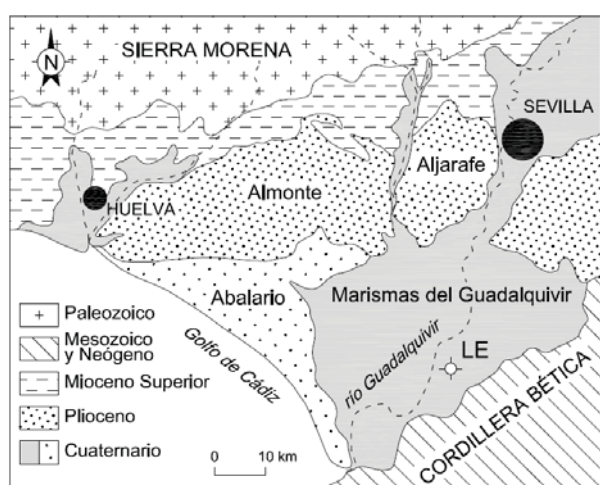 SIERRA MORENA
N
SEVILLA
Aljarafe
Almonte
HUELVA
Abalario
Marismas del Guadalquivir
Golfo de Cádiz
río Guadalquivir
LE
CORDILLERA BÉTICA
Paleozoico
Mesozoico
y Neógeno
Mioceno Superior
Plioceno
Cuaternario
0 10 km